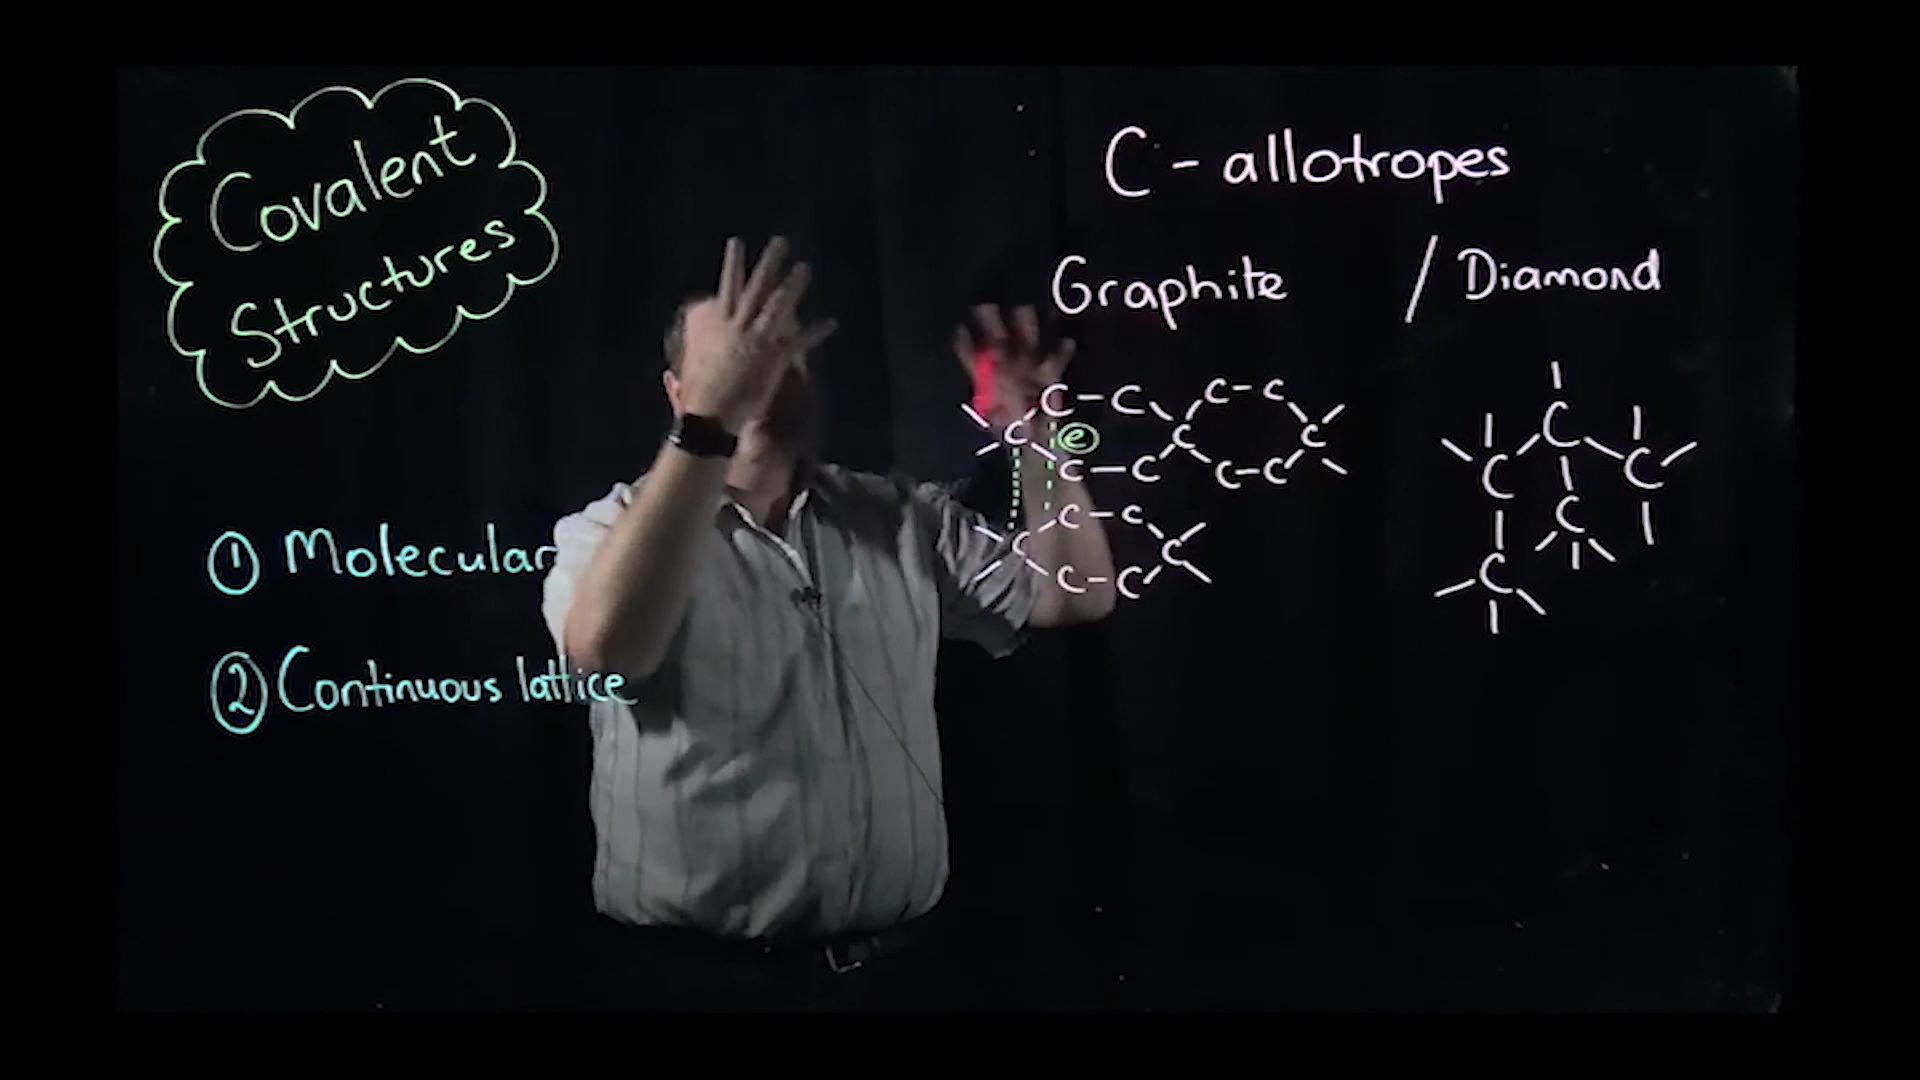 Covalent
Structures
① Molecular
② Continuous lattice
C - allotropes
Graphite / Diamond
C-C C-C
C e C C
C-C C-C
C-C
C C
C-C
C
C C
C
C